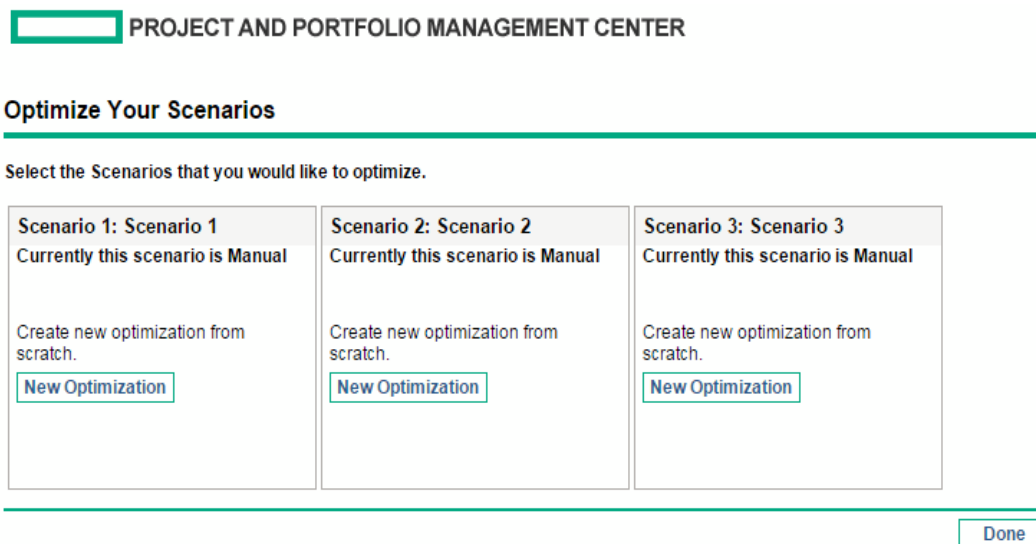 PROJECT AND PORTFOLIO MANAGEMENT CENTER
Optimize Your Scenarios
Select the Scenarios that you would like to optimize.
Scenario 1: Scenario 1
Currently this scenario is Manual
Create new optimization from
scratch.
New Optimization
Scenario 2: Scenario 2
Currently this scenario is Manual
Create new optimization from
scratch.
New Optimization
Scenario 3: Scenario 3
Currently this scenario is Manual
Create new optimization from
scratch.
New Optimization
Done